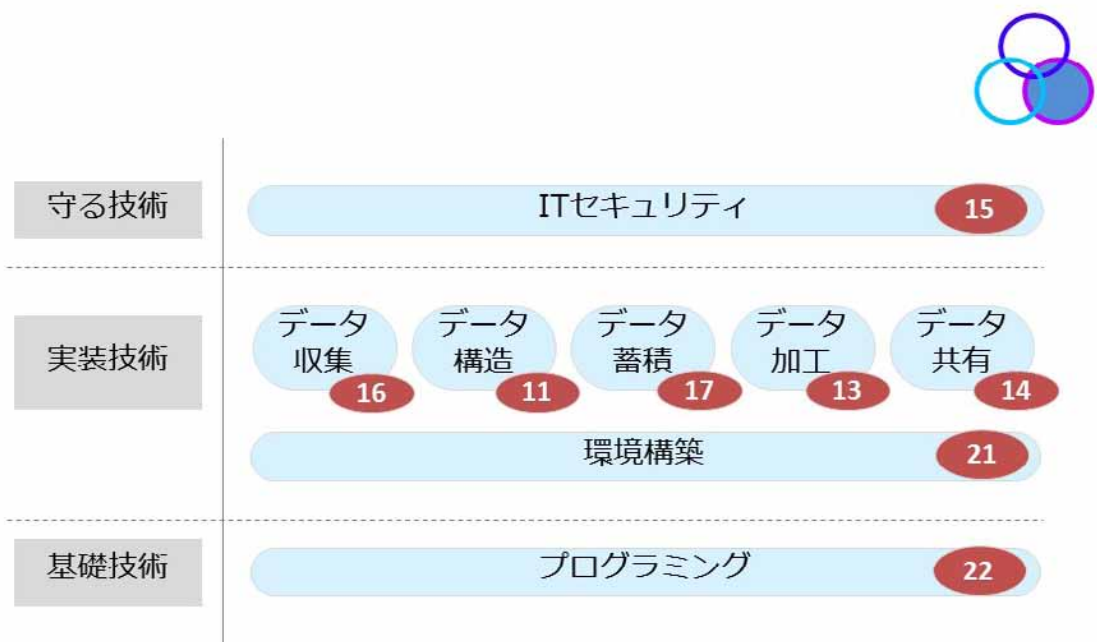 守る技術
ITセキュリティ
15
実装技術
データ
収集
16
データ
構造
11
データ
蓄積
17
データ
加工
13
データ
共有
14
環境構築
21
基礎技術
プログラミング
22